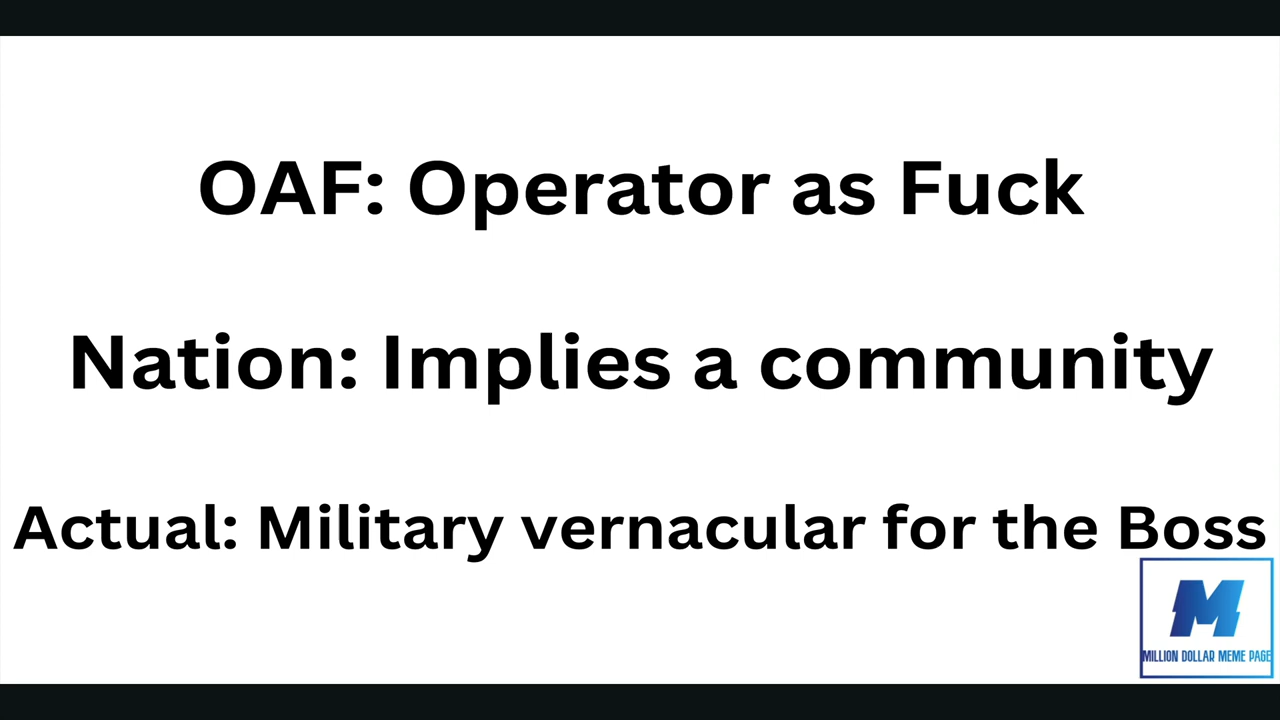 OAF: Operator as Fuck
Nation: Implies a community
Actual: Military vernacular for the Boss
M
MILLION DOLLAR MEME PAGE